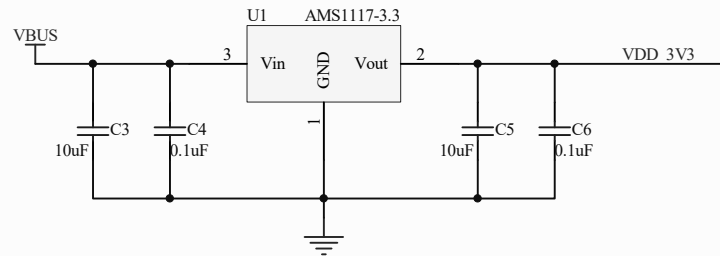 U1 AMS1117-3.3
VBUS
3 Vin GND Vout 2 VDD_3V3
1
C3 C4 C5 C6
10uF 0.1uF 10uF 0.1uF